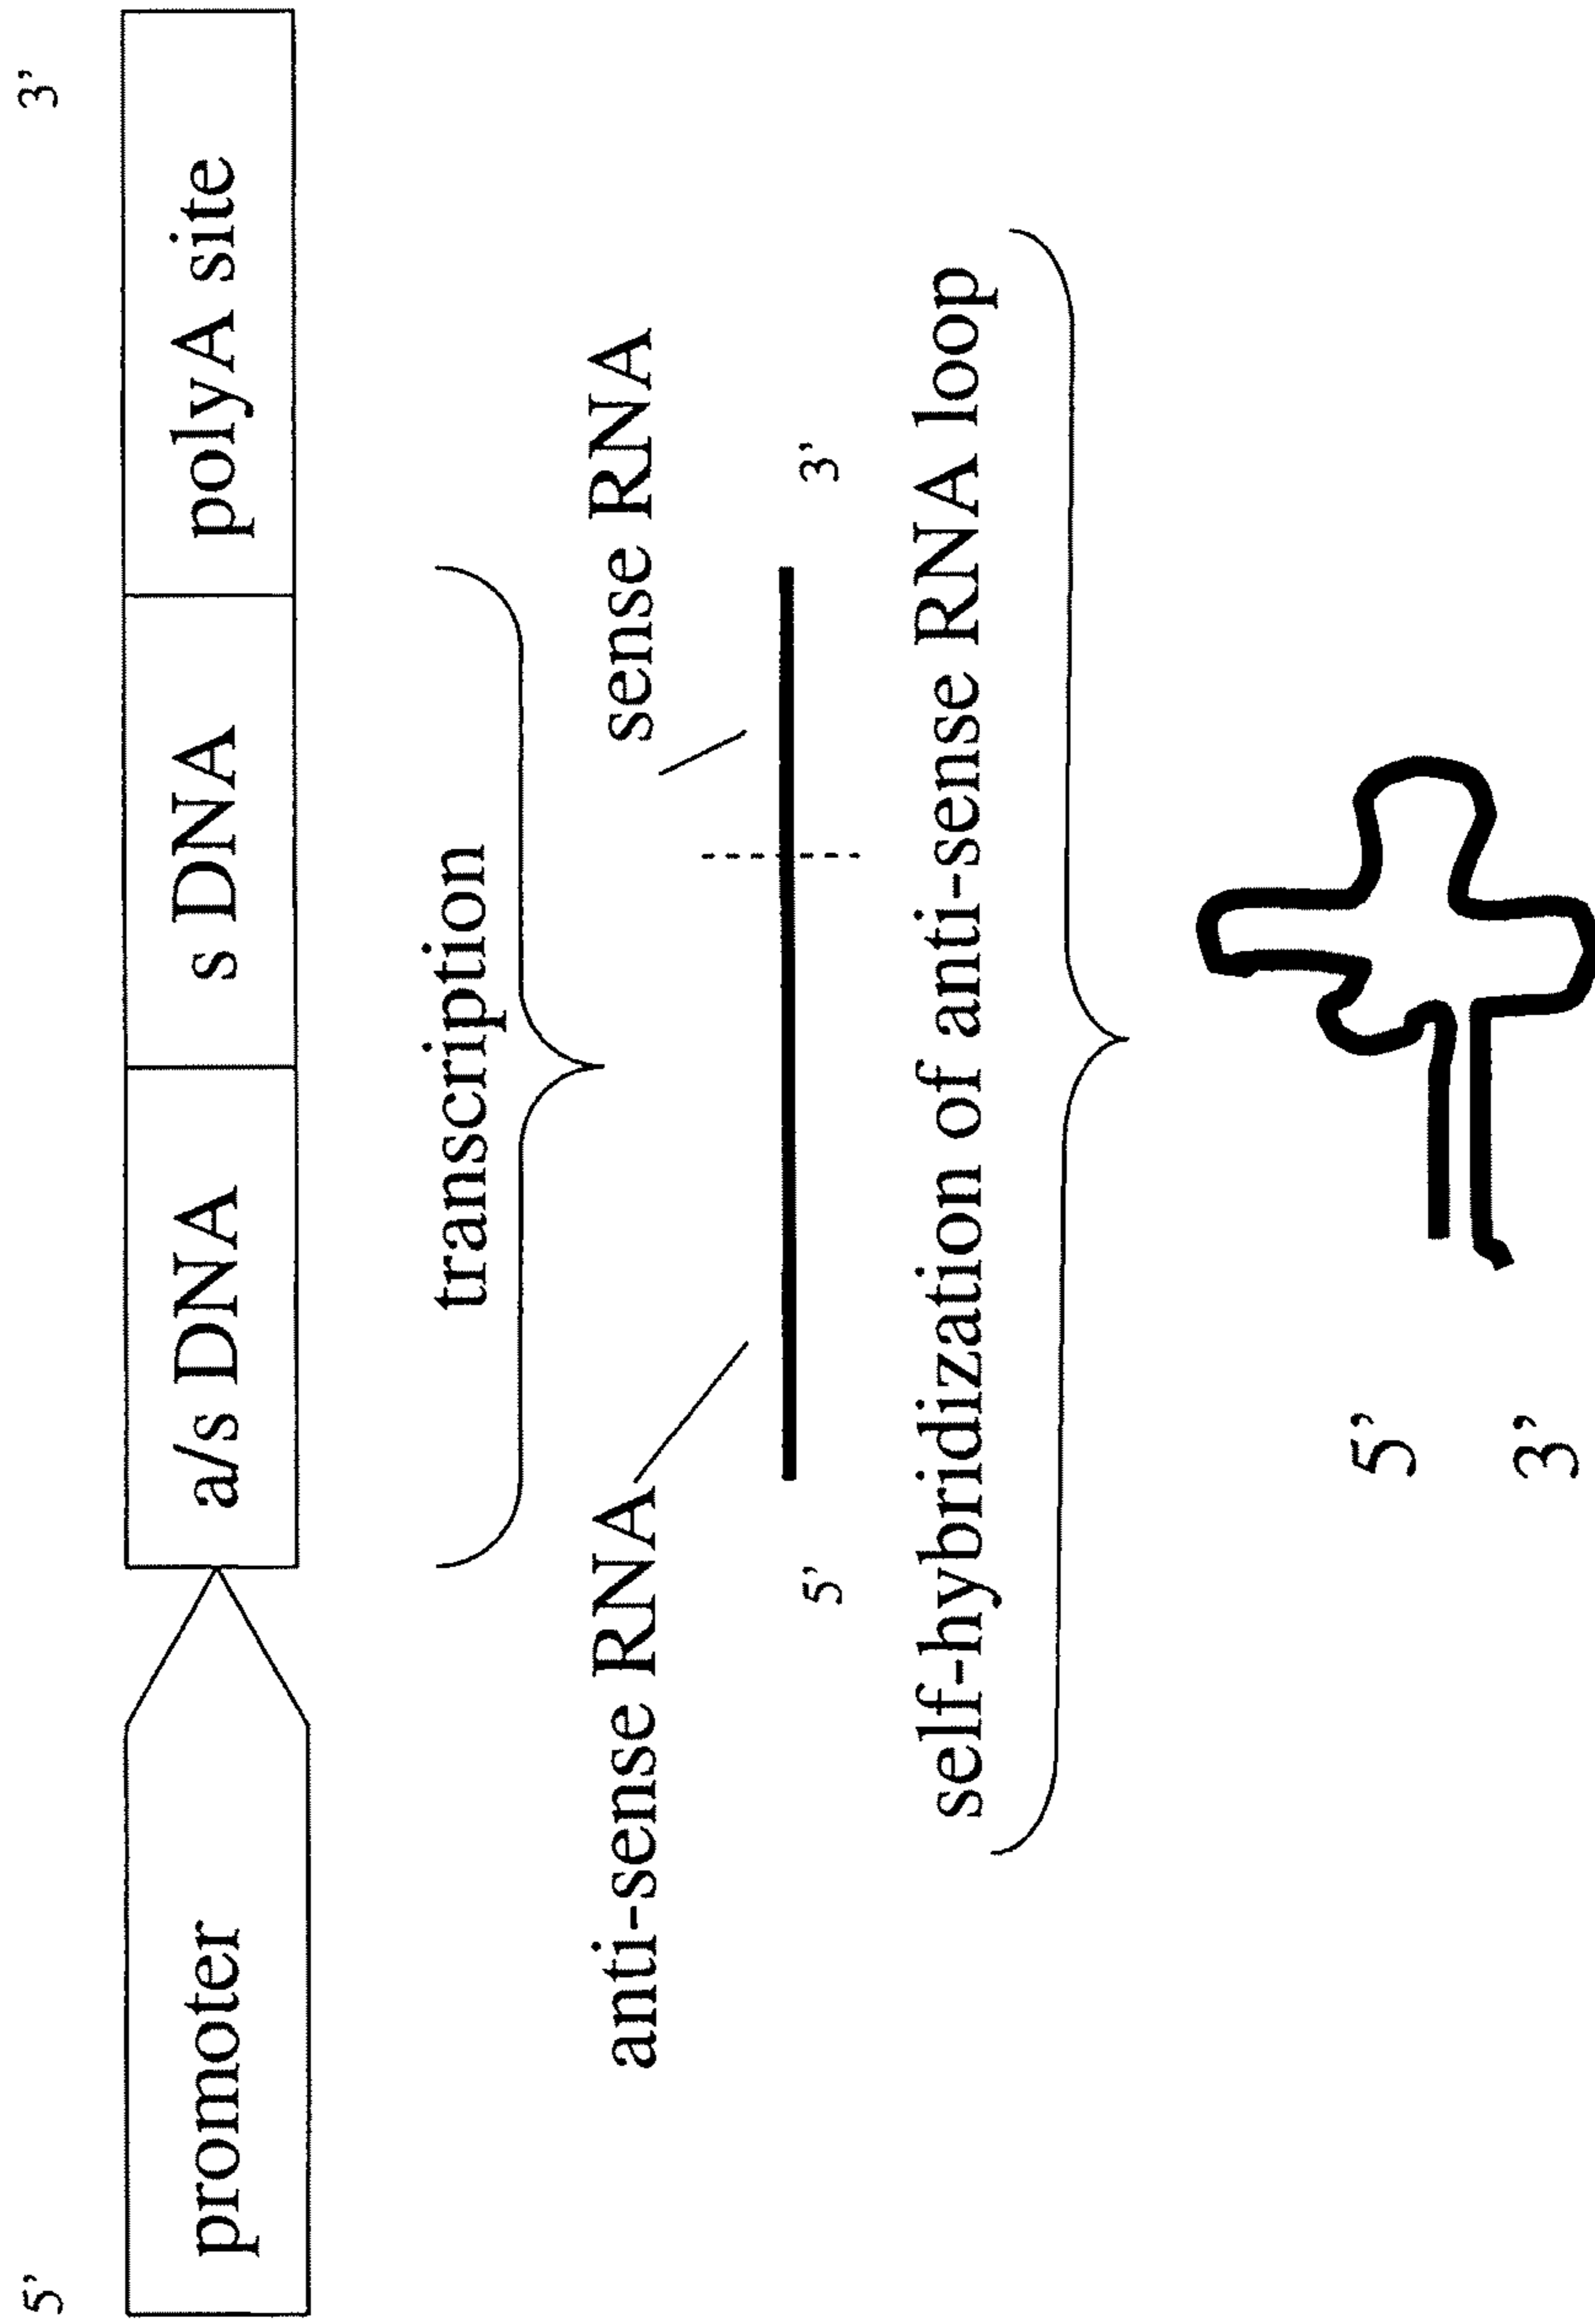 5’ 3’
promoter a/s DNA s DNA polyA site
transcription
anti-sense RNA sense RNA
5’ 3’
self-hybridization of anti-sense RNA loop
5’
3’